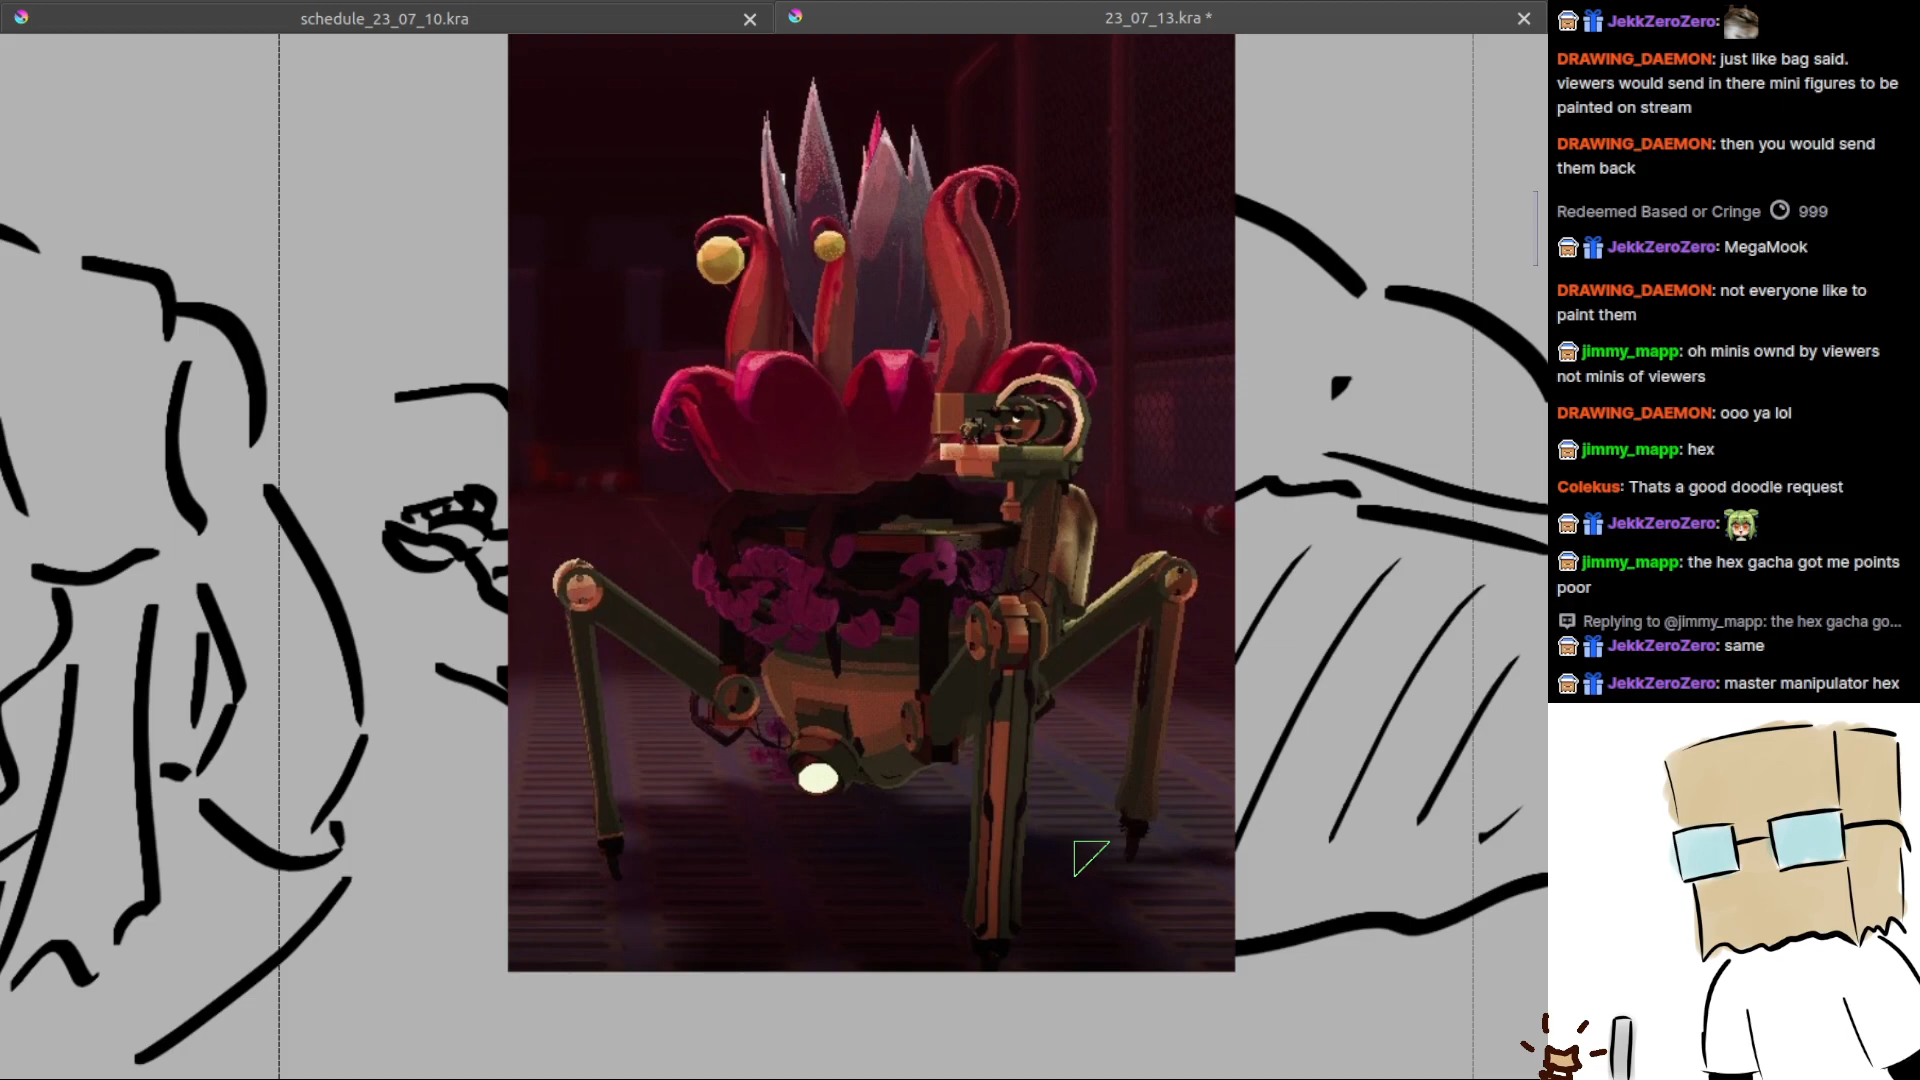 schedule_23_07_10.kra
23_07_13.kra *
JekkZeroZero:
DRAWING_DAEMON: just like bag said.
viewers would send in there mini figures to be
painted on stream
DRAWING_DAEMON: then you would send
them back
Redeemed Based or Cringe 999
JekkZeroZero: MegaMook
DRAWING_DAEMON: not everyone like to
paint them
jimmy_mapp: oh minis ownd by viewers
not minis of viewers
DRAWING_DAEMON: ooo ya lol
jimmy_mapp: hex
Colekus: Thats a good doodle request
JekkZeroZero:
jimmy_mapp: the hex gacha got me points
poor
Replying to @jimmy_mapp: the hex gacha go...
JekkZeroZero: same
JekkZeroZero: master manipulator hex